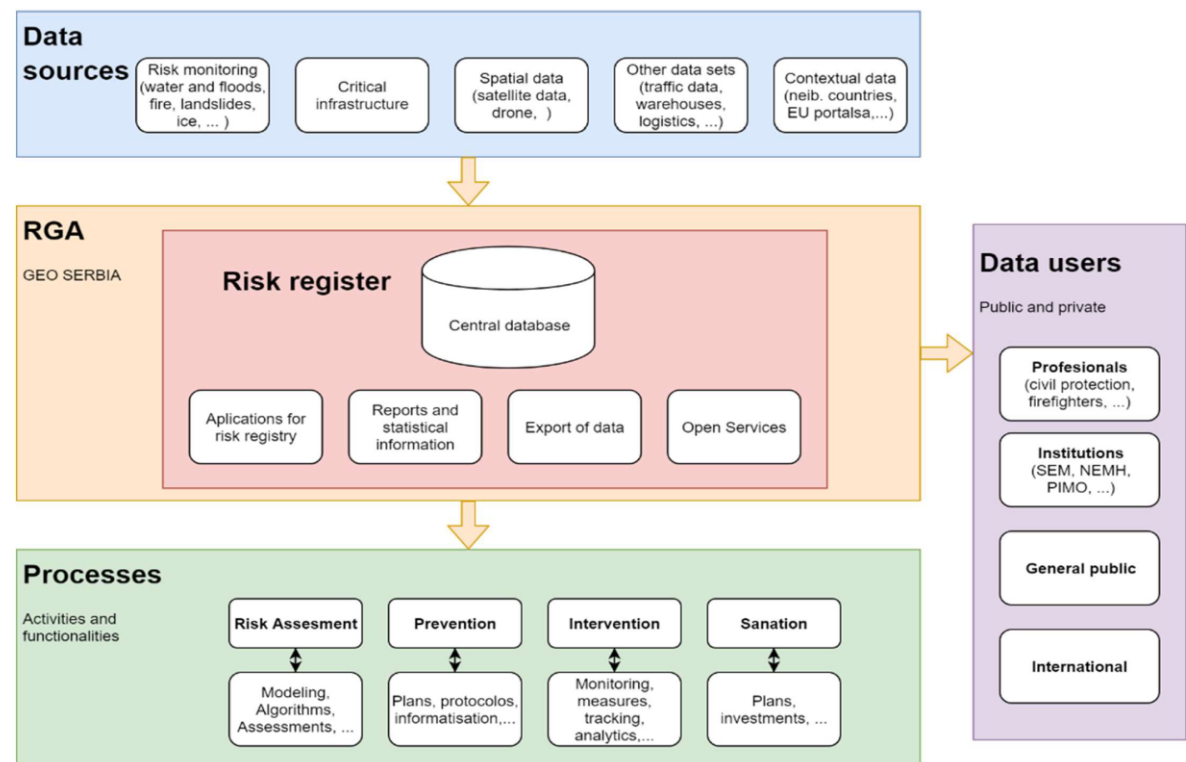 Data
sources
Risk monitoring
(water and floods,
fire, landslides,
ice, ... )
Critical
infrastructure
Spatial data
(satellite data,
drone,  )
Other data sets
(traffic data,
warehouses,
logistics, ...)
Contextual data
(neib. countries,
EU portalsa,...)
RGA
GEO SERBIA
Risk register
Central database
Aplications for
risk registry
Reports and
statistical
information
Export of data
Open Services
Data users
Public and private
Profesionals
(civil protection,
firefighters, ...)
Institutions
(SEM, NEMH,
PIMO, ...)
General public
International
Processes
Activities and
functionalities
Risk Assesment
Prevention
Intervention
Sanation
Modeling,
Algorithms,
Assessments, ...
Plans, protocolos,
informatisation,...
Monitoring,
measures,
tracking,
analytics,...
Plans,
investments, ...